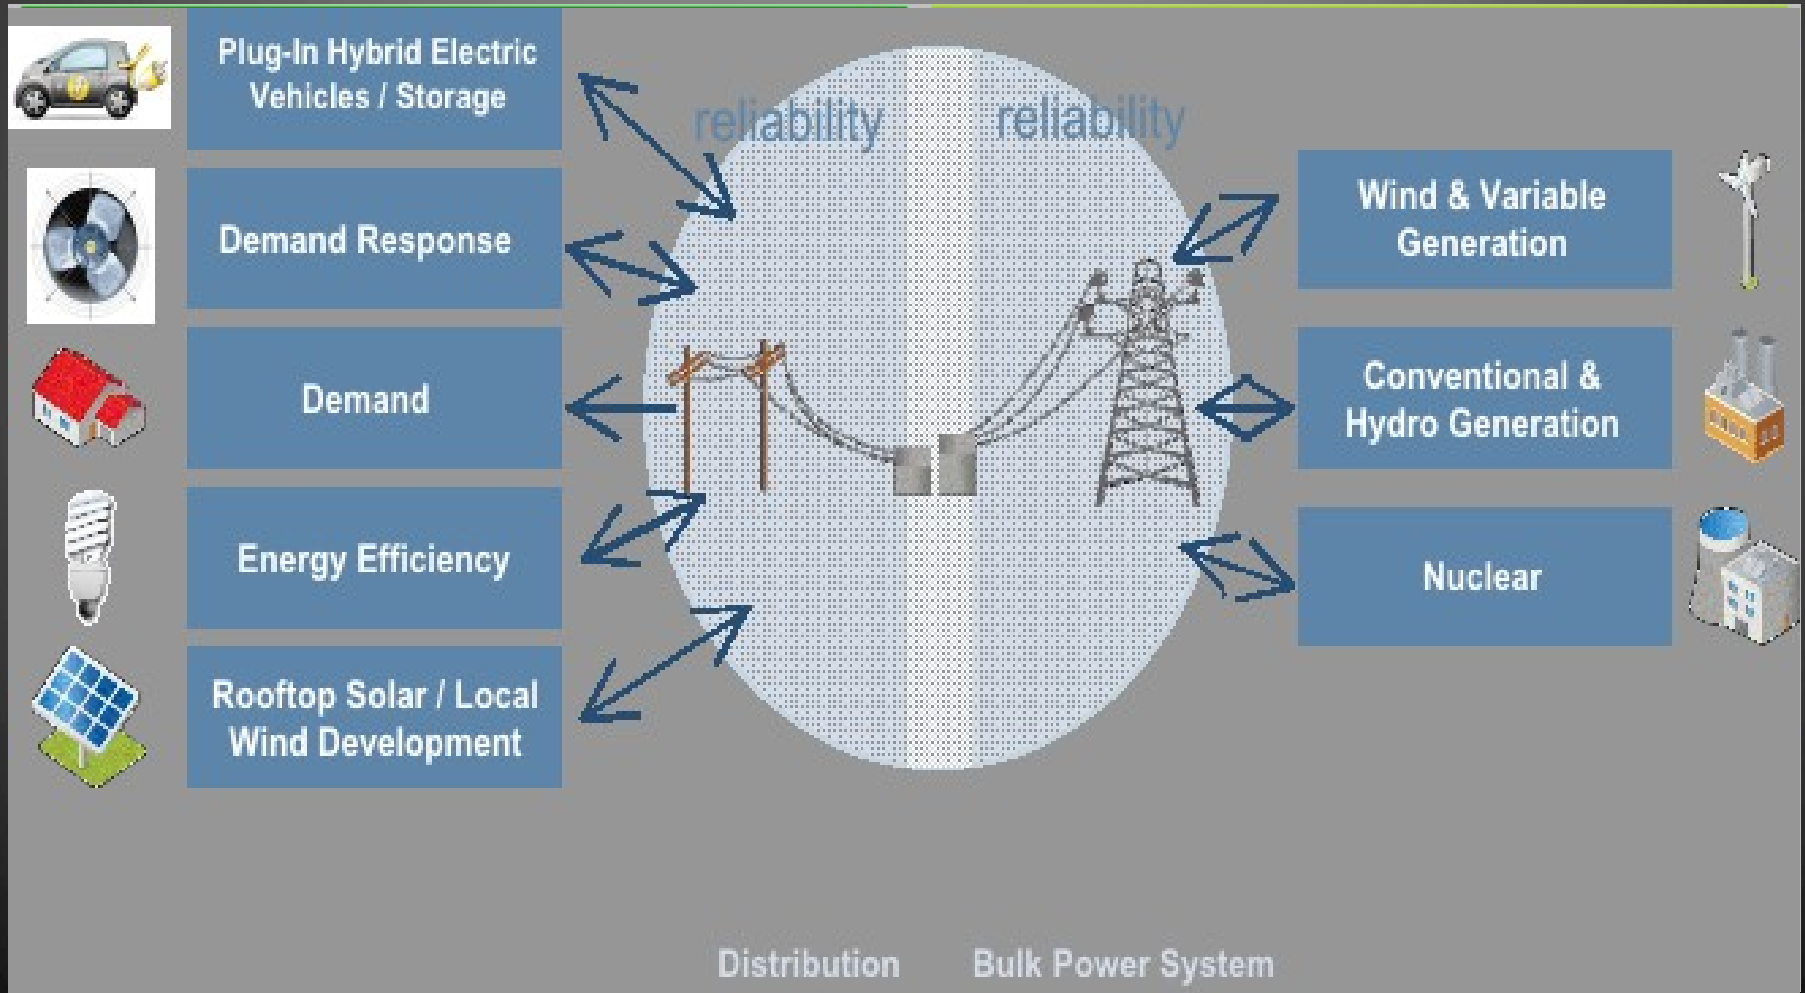 Plug-In Hybrid Electric
Vehicles / Storage
Demand Response
Demand
Energy Efficiency
Rooftop Solar / Local
Wind Development
reliability
reliability
Wind & Variable
Generation
Conventional &
Hydro Generation
Nuclear
Distribution
Bulk Power System